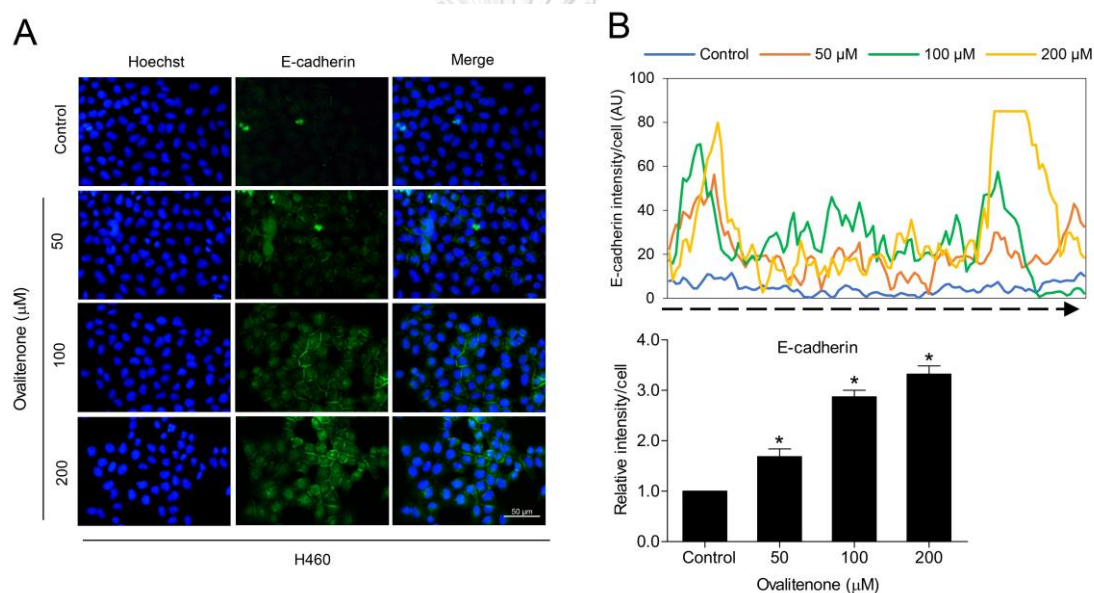 A
Hoechst E-cadherin Merge
Control
50
100
200
Ovalitenone (µM)
50 µm
H460
B
Control 50 µM 100 µM 200 µM
E-cadherin intensity/cell (AU)
100
80
60
40
20
0
E-cadherin
Relative intensity/cell
4.0
3.0
2.0
1.0
0.0
* * *
Control 50 100 200
Ovalitenone (µM)